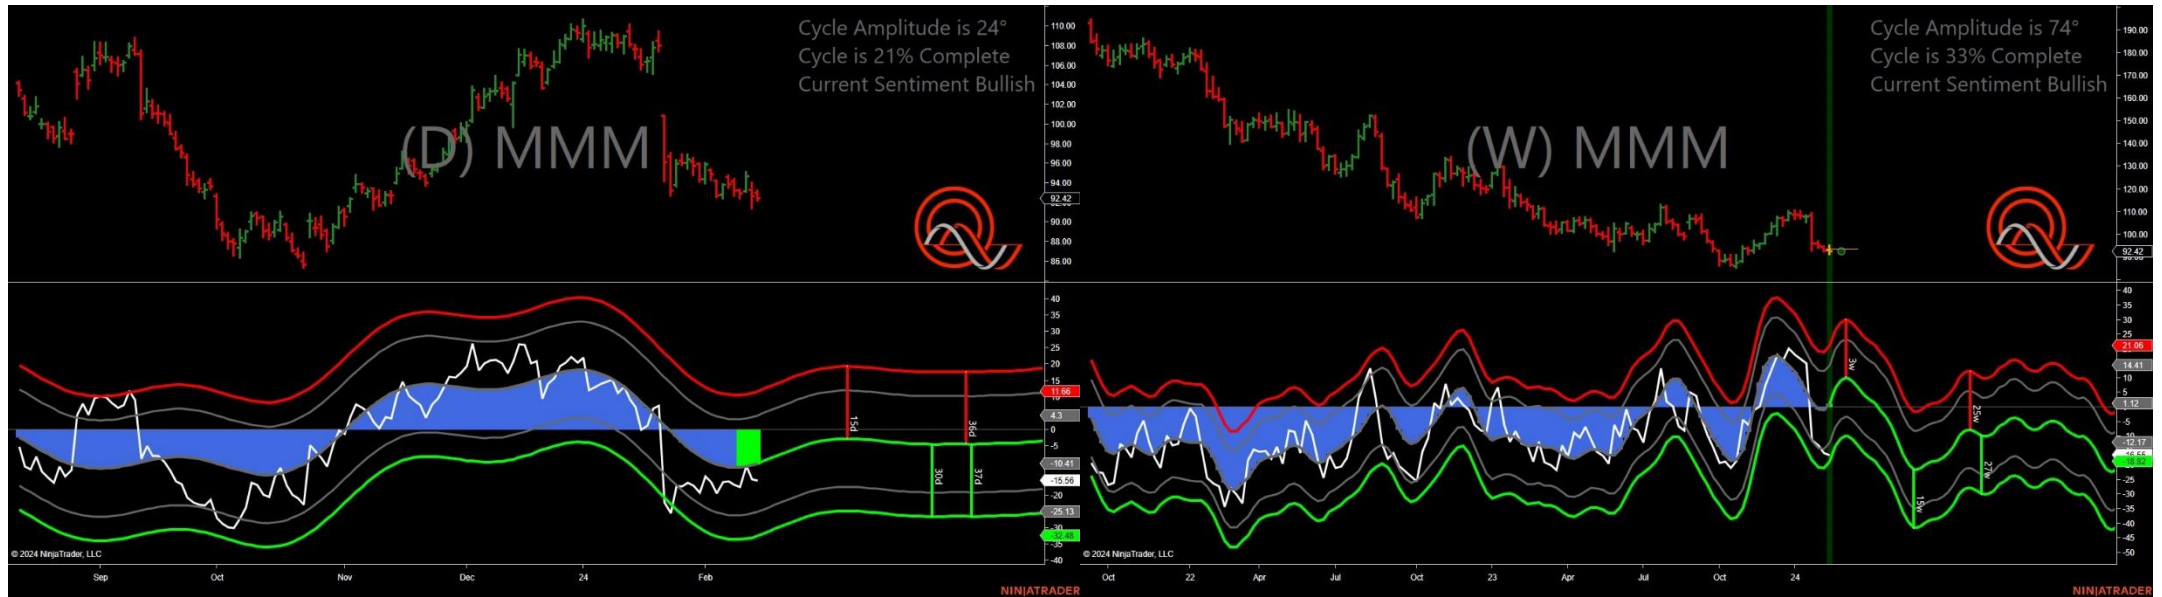 Cycle Amplitude is 24°
Cycle is 21% Complete
Current Sentiment Bullish
(D) MMM
110.00
108.00
106.00
104.00
102.00
100.00
98.00
96.00
94.00
92.42
90.00
88.00
86.00
40
35
30
25
20
15
11.66
4.3
0
-5
-10.41
-15.56
-20
-25.13
-32.48
-35
-40
15d
36d
30d
37d
© 2024 NinjaTrader, LLC
Sep
Oct
Nov
Dec
24
Feb
NINJATRADER
Cycle Amplitude is 74°
Cycle is 33% Complete
Current Sentiment Bullish
(W) MMM
190.00
180.00
170.00
160.00
150.00
140.00
130.00
120.00
110.00
100.00
92.42
40
35
30
21.06
14.41
10
5
1.12
-5
-12.17
-18.82
-25
-30
-35
-40
-45
-50
3w
25w
15w
27w
© 2024 NinjaTrader, LLC
Oct
22
Apr
Jul
Oct
23
Apr
Jul
Oct
24
NINJATRADER